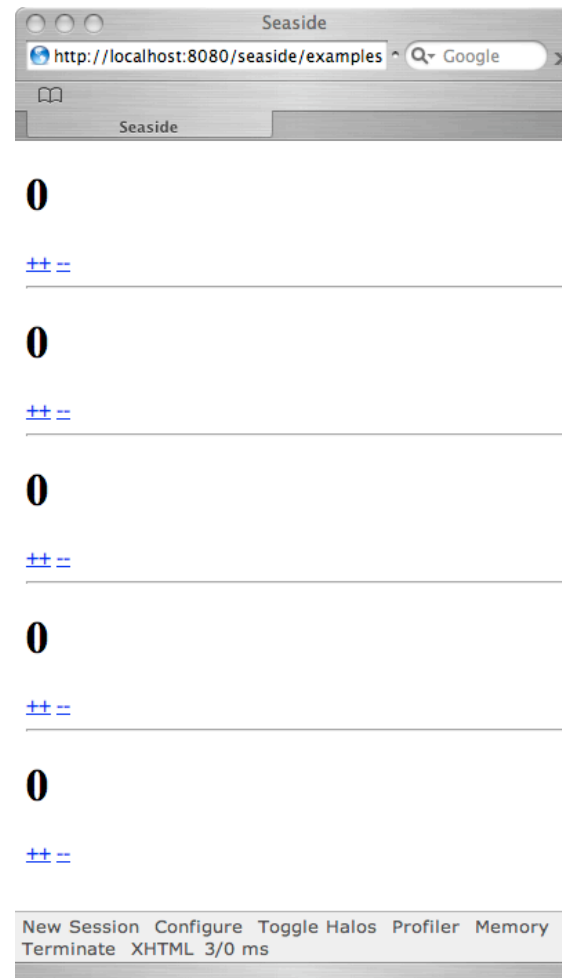 Seaside
http://localhost:8080/seaside/examples Google
Seaside
0
++ --
0
++ --
0
++ --
0
++ --
0
++ --
New Session Configure Toggle Halos Profiler Memory
Terminate XHTML 3/0 ms